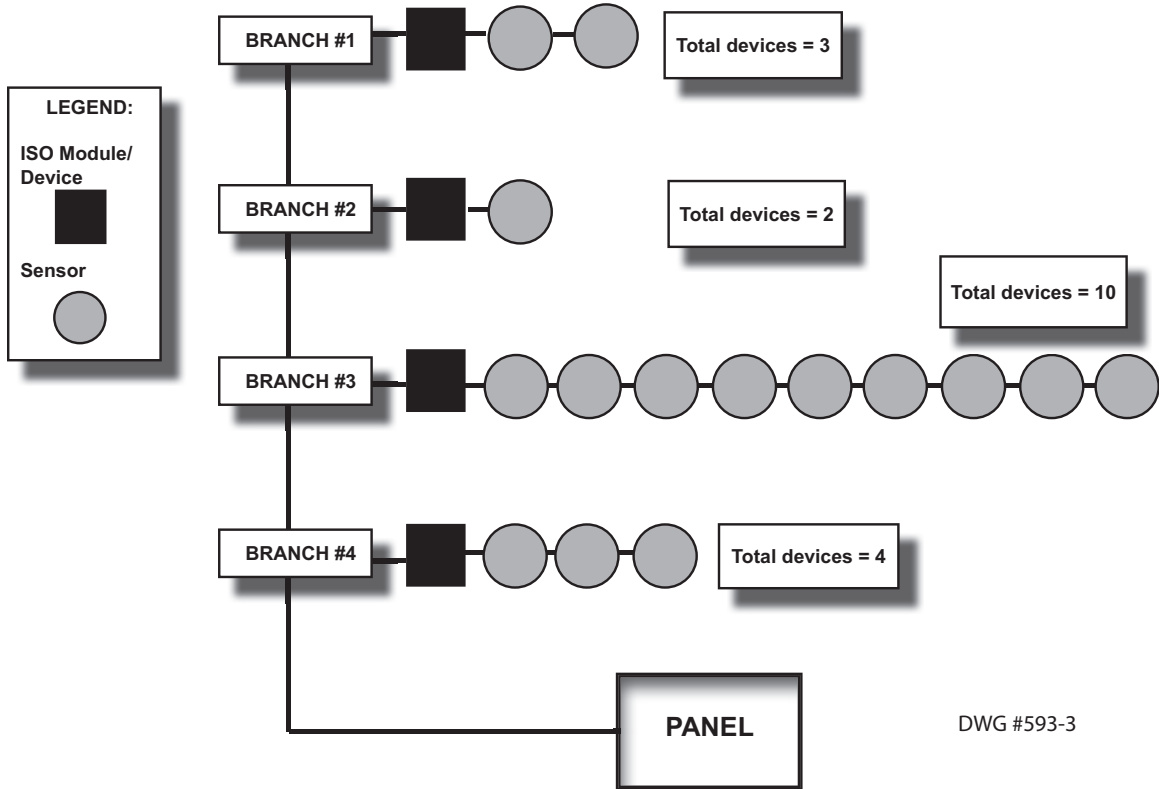 BRANCH #1
Total devices = 3
LEGEND:
ISO Module/
Device
Sensor
BRANCH #2
Total devices = 2
Total devices = 10
BRANCH #3
BRANCH #4
Total devices = 4
PANEL
DWG #593-3